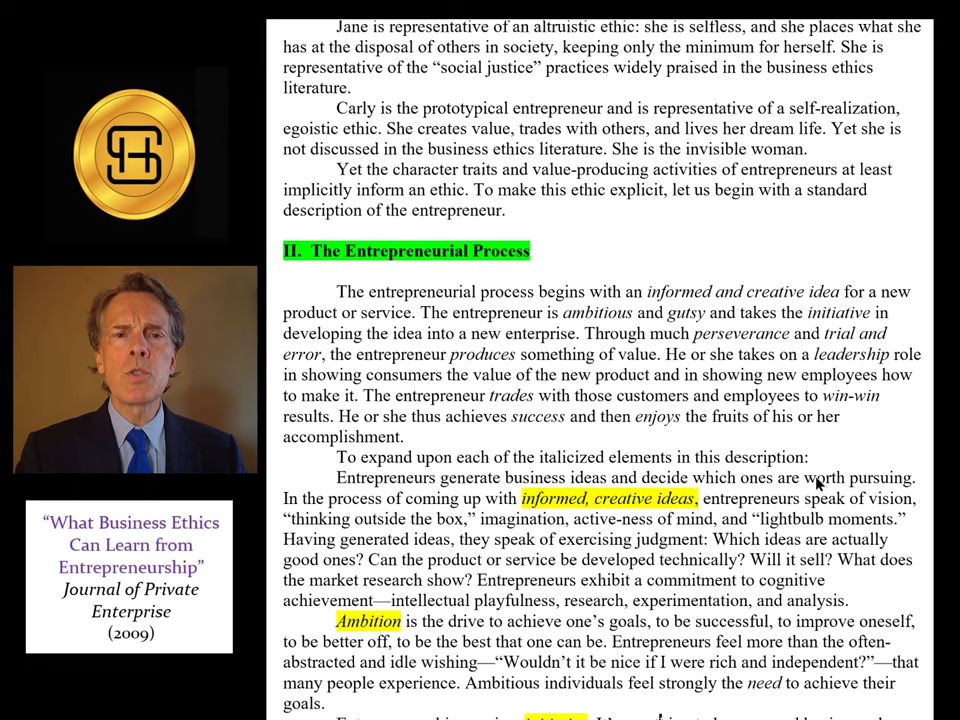 Jane is representative of an altruistic ethic: she is selfless, and she places what she
has at the disposal of others in society, keeping only the minimum for herself. She is
representative of the “social justice” practices widely praised in the business ethics
literature.
Carly is the prototypical entrepreneur and is representative of a self-realization,
egoistic ethic. She creates value, trades with others, and lives her dream life. Yet she is
not discussed in the business ethics literature. She is the invisible woman.
Yet the character traits and value-producing activities of entrepreneurs at least
implicitly inform an ethic. To make this ethic explicit, let us begin with a standard
description of the entrepreneur.
II. The Entrepreneurial Process
The entrepreneurial process begins with an informed and creative idea for a new
product or service. The entrepreneur is ambitious and gutsy and takes the initiative in
developing the idea into a new enterprise. Through much perseverance and trial and
error, the entrepreneur produces something of value. He or she takes on a leadership role
in showing consumers the value of the new product and in showing new employees how
to make it. The entrepreneur trades with those customers and employees to win-win
results. He or she thus achieves success and then enjoys the fruits of his or her
accomplishment.
To expand upon each of the italicized elements in this description:
Entrepreneurs generate business ideas and decide which ones are worth pursuing.
In the process of coming up with informed, creative ideas, entrepreneurs speak of vision,
“thinking outside the box,” imagination, active-ness of mind, and “lightbulb moments.”
Having generated ideas, they speak of exercising judgment: Which ideas are actually
good ones? Can the product or service be developed technically? Will it sell? What does
the market research show? Entrepreneurs exhibit a commitment to cognitive
achievement—intellectual playfulness, research, experimentation, and analysis.
Ambition is the drive to achieve one’s goals, to be successful, to improve oneself,
to be better off, to be the best that one can be. Entrepreneurs feel more than the often-
abstracted and idle wishing—“Wouldn’t it be nice if I were rich and independent?”—that
many people experience. Ambitious individuals feel strongly the need to achieve their
goals.
“What Business Ethics
Can Learn from
Entrepreneurship”
Journal of Private
Enterprise
(2009)